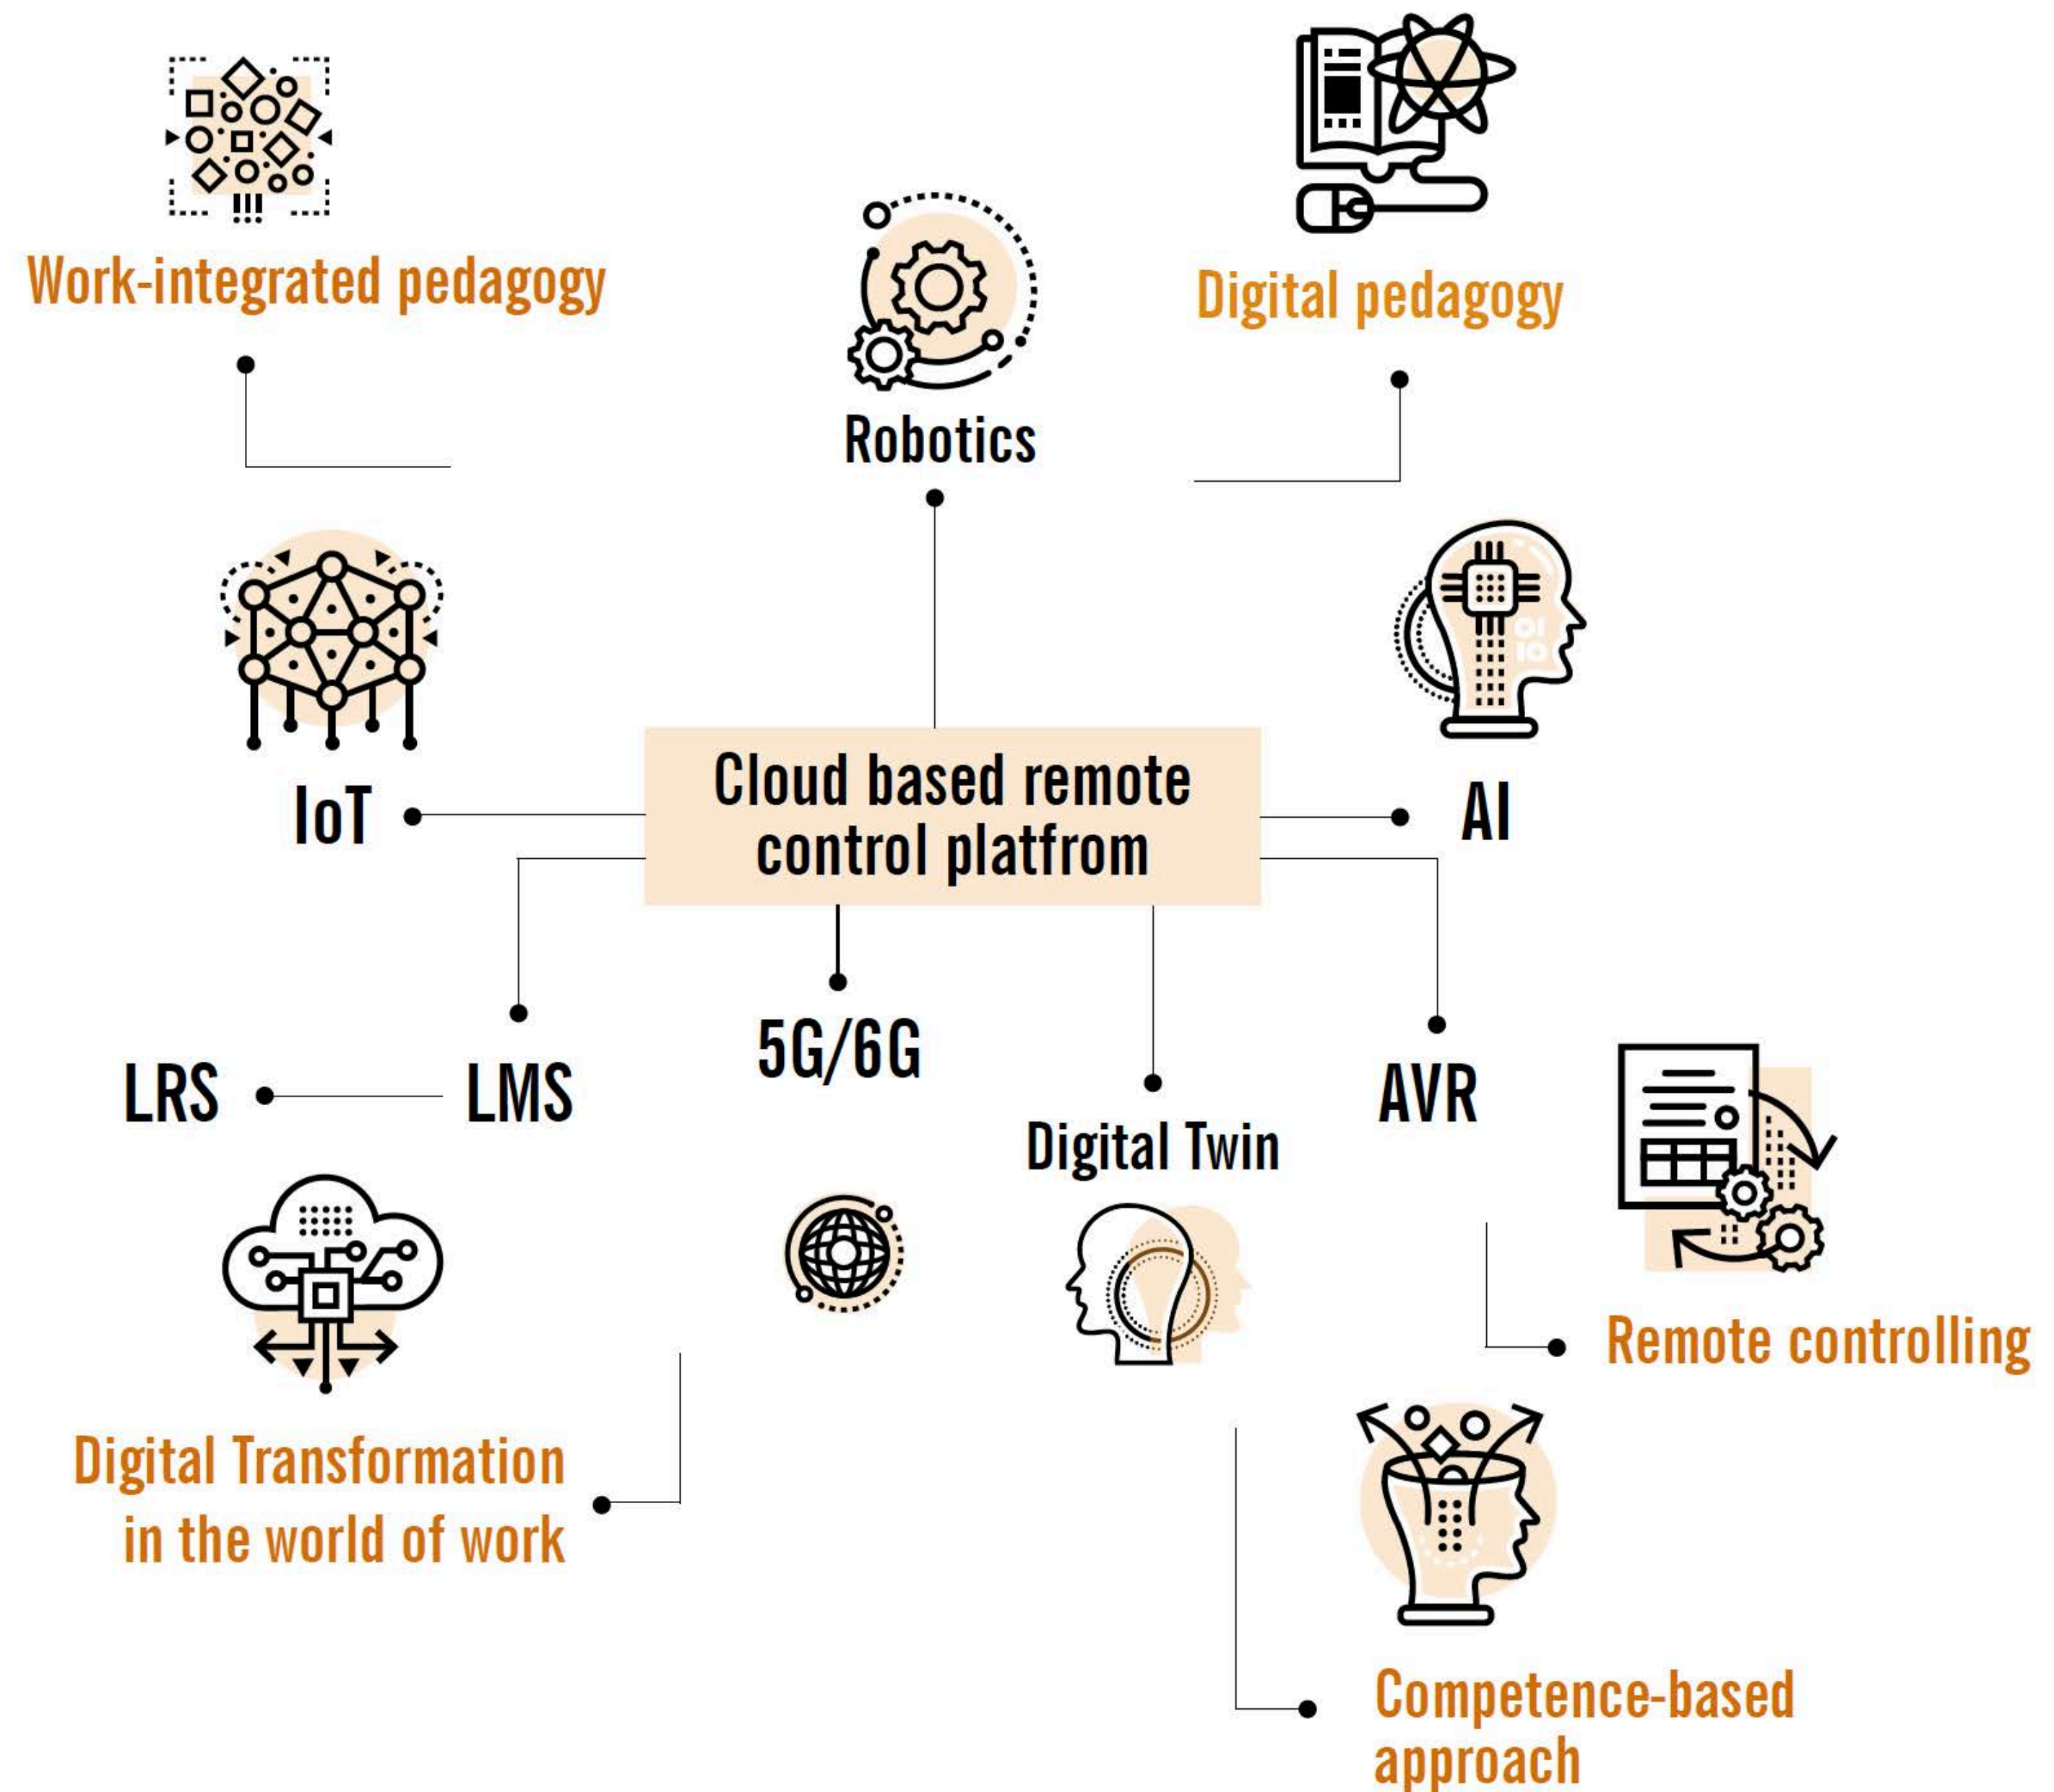 Work-integrated pedagogy
Digital pedagogy
Robotics
IoT
Cloud based remote
control platfrom
AI
LRS
LMS
5G/6G
Digital Twin
AVR
Remote controlling
Digital Transformation
in the world of work
Competence-based
approach